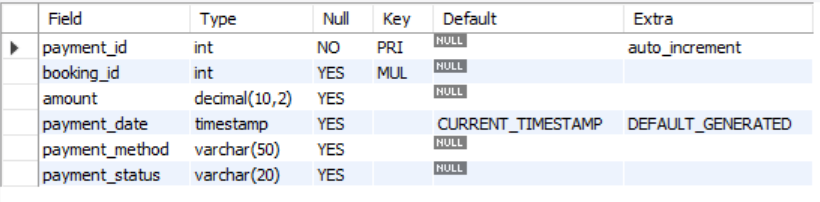 Field Type Null Key Default Extra
payment_id int NO PRI NULL auto_increment
booking_id int YES MUL NULL
amount decimal(10,2) YES NULL
payment_date timestamp YES CURRENT_TIMESTAMP DEFAULT_GENERATED
payment_method varchar(50) YES NULL
payment_status varchar(20) YES NULL